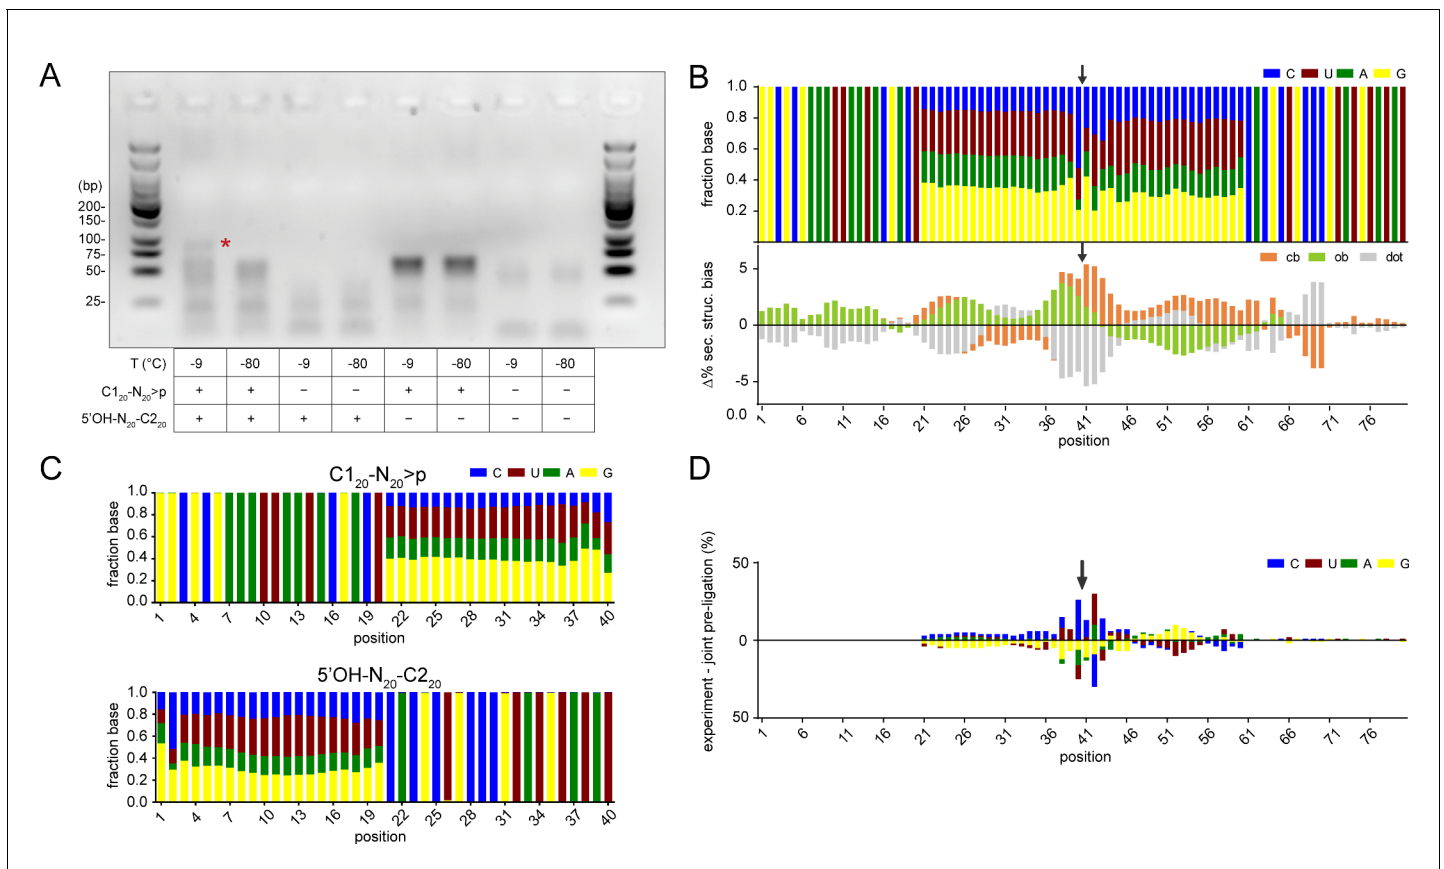 A
(bp)
200-
150-
100-
75-
50-
25-
*
T (°C) -9 -80 -9 -80 -9 -80 -9 -80
C1₂₀-N₂₀>p + + − − + + − −
5'OH-N₂₀-C2₂₀ + + + + − − − −
B
C U A G
fraction base
1.0
0.8
0.6
0.4
0.2
cb ob dot
Δ% sec. struc. bias
5
0
-5
0.0
1 6 11 16 21 26 31 36 41 46 51 56 61 66 71 76
position
C
C1₂₀-N₂₀>p
C U A G
fraction base
1.0
0.8
0.6
0.4
0.2
0.0
1 4 7 10 13 16 19 22 25 28 31 34 37 40
position
5'OH-N₂₀-C2₂₀
fraction base
1.0
0.8
0.6
0.4
0.2
0.0
1 4 7 10 13 16 19 22 25 28 31 34 37 40
position
D
C U A G
experiment - joint pre-ligation (%)
50
0
50
1 6 11 16 21 26 31 36 41 46 51 56 61 66 71 76
position